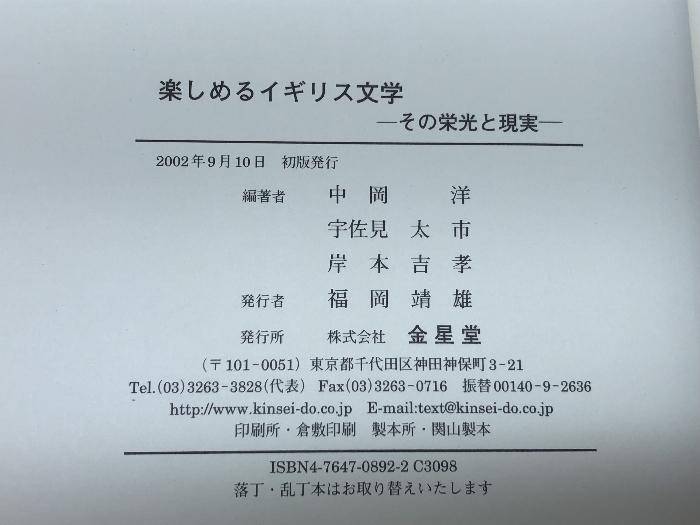 楽しめるイギリス文学
―その栄光と現実―
2002年9月10日　初版発行
編著者　中　岡　　洋
宇佐見　太　市
岸　本　吉　孝
発行者　福　岡　靖　雄
発行所　株式会社　金星堂
(〒101-0051) 東京都千代田区神田神保町3-21
Tel.(03)3263-3828(代表)　Fax(03)3263-0716　振替00140-9-2636
http://www.kinsei-do.co.jp　E-mail:text@kinsei-do.co.jp
印刷所・倉敷印刷　製本所・関山製本
ISBN4-7647-0892-2 C3098
落丁・乱丁本はお取り替えいたします